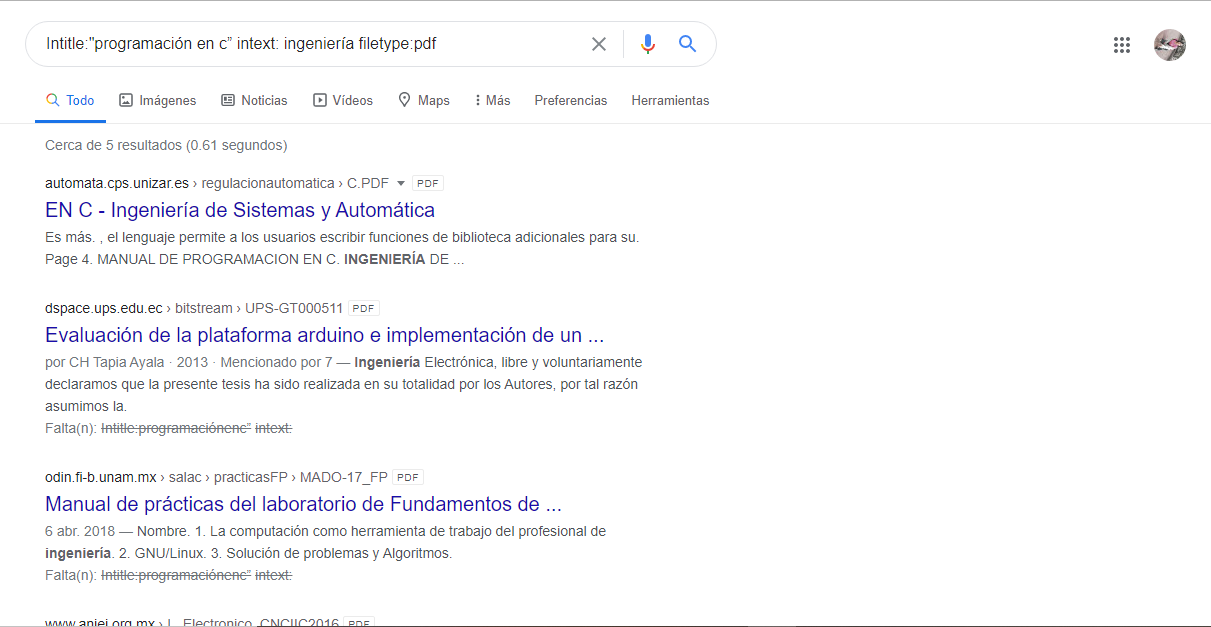 Intitle:"programación en c” intext: ingeniería filetype:pdf
Todo Imágenes Noticias Vídeos Maps Más Preferencias Herramientas
Cerca de 5 resultados (0.61 segundos)
automata.cps.unizar.es › regulacionautomatica › C.PDF PDF
EN C - Ingeniería de Sistemas y Automática
Es más. , el lenguaje permite a los usuarios escribir funciones de biblioteca adicionales para su.
Page 4. MANUAL DE PROGRAMACION EN C. INGENIERÍA DE ...
dspace.ups.edu.ec › bitstream › UPS-GT000511 PDF
Evaluación de la plataforma arduino e implementación de un ...
por CH Tapia Ayala · 2013 · Mencionado por 7 — Ingeniería Electrónica, libre y voluntariamente
declaramos que la presente tesis ha sido realizada en su totalidad por los Autores, por tal razón
asumimos la.
Falta(n): Intitle:programaciónenc” intext:
odin.fi-b.unam.mx › salac › practicasFP › MADO-17_FP PDF
Manual de prácticas del laboratorio de Fundamentos de ...
6 abr. 2018 — Nombre. 1. La computación como herramienta de trabajo del profesional de
ingeniería. 2. GNU/Linux. 3. Solución de problemas y Algoritmos.
Falta(n): Intitle:programaciónenc” intext:
www.aniei.org.mx › L_Electronico_CNCIIC2016 PDF